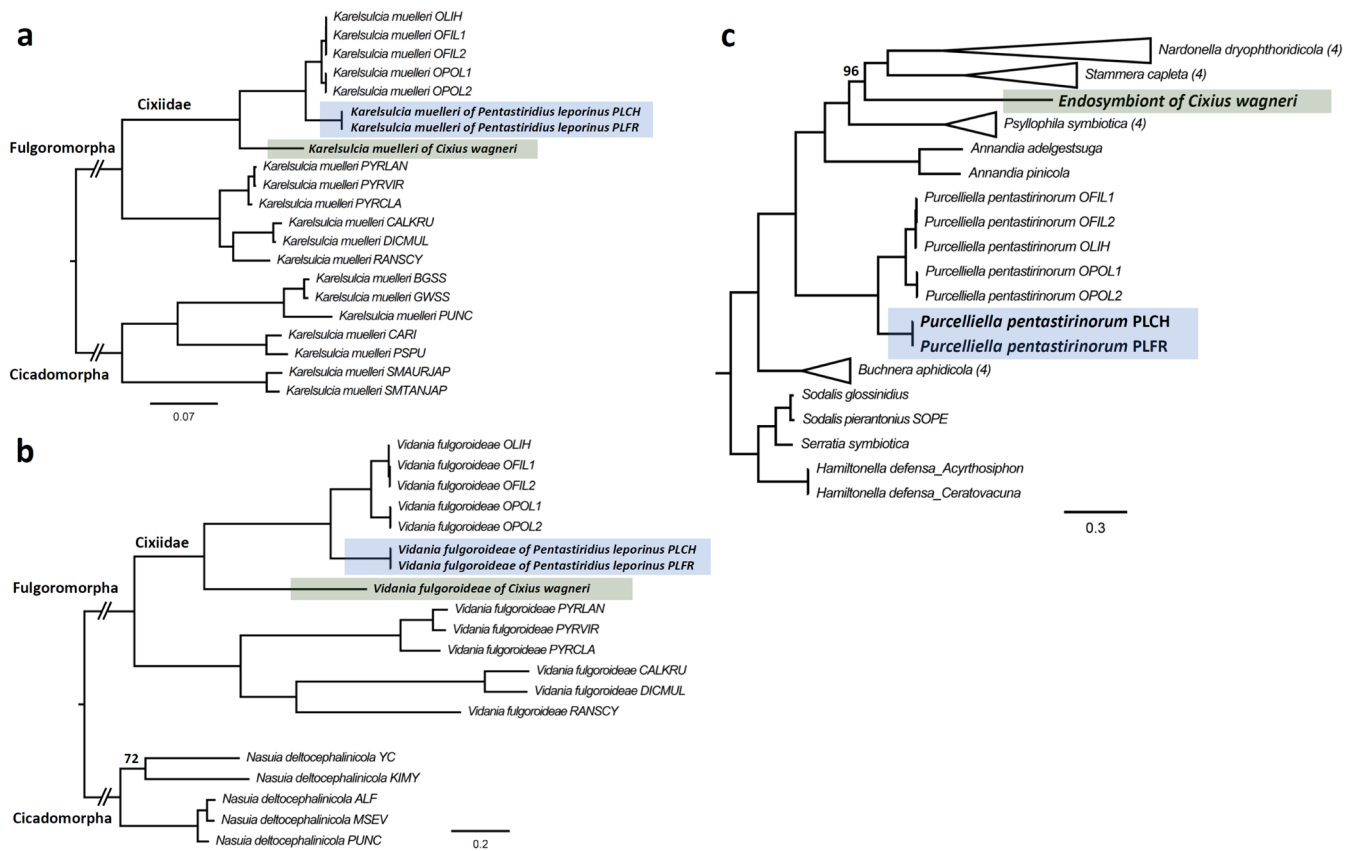 a
Karelsulcia muelleri OLIH
Karelsulcia muelleri OFIL1
Karelsulcia muelleri OFIL2
Karelsulcia muelleri OPOL1
Karelsulcia muelleri OPOL2
Cixiidae
Karelsulcia muelleri of Pentastiridius leporinus PLCH
Karelsulcia muelleri of Pentastiridius leporinus PLFR
Fulgoromorpha
Karelsulcia muelleri of Cixius wagneri
Karelsulcia muelleri PYRLAN
Karelsulcia muelleri PYRVIR
Karelsulcia muelleri PYRCLA
Karelsulcia muelleri CALKRU
Karelsulcia muelleri DICMUL
Karelsulcia muelleri RANSCY
Karelsulcia muelleri BGSS
Karelsulcia muelleri GWSS
Karelsulcia muelleri PUNC
Karelsulcia muelleri CARI
Karelsulcia muelleri PSPU
Cicadomorpha
Karelsulcia muelleri SMAURJAP
Karelsulcia muelleri SMTANJAP
0.07
b
Vidania fulgoroideae OLIH
Vidania fulgoroideae OFIL1
Vidania fulgoroideae OFIL2
Vidania fulgoroideae OPOL1
Vidania fulgoroideae OPOL2
Cixiidae
Vidania fulgoroideae of Pentastiridius leporinus PLCH
Vidania fulgoroideae of Pentastiridius leporinus PLFR
Fulgoromorpha
Vidania fulgoroideae of Cixius wagneri
Vidania fulgoroideae PYRLAN
Vidania fulgoroideae PYRVIR
Vidania fulgoroideae PYRCLA
Vidania fulgoroideae CALKRU
Vidania fulgoroideae DICMUL
Vidania fulgoroideae RANSCY
72
Nasuia deltocephalinicola YC
Nasuia deltocephalinicola KIMY
Nasuia deltocephalinicola ALF
Cicadomorpha
Nasuia deltocephalinicola MSEV
Nasuia deltocephalinicola PUNC
0.2
c
Nardonella dryophthoridicola (4)
96
Stammera capleta (4)
Endosymbiont of Cixius wagneri
Psyllophila symbiotica (4)
Annandia adelgestsuga
Annandia pinicola
Purcelliella pentastirinorum OFIL1
Purcelliella pentastirinorum OFIL2
Purcelliella pentastirinorum OLIH
Purcelliella pentastirinorum OPOL1
Purcelliella pentastirinorum OPOL2
Purcelliella pentastirinorum PLCH
Purcelliella pentastirinorum PLFR
Buchnera aphidicola (4)
Sodalis glossinidius
Sodalis pierantonius SOPE
Serratia symbiotica
Hamiltonella defensa_Acyrthosiphon
Hamiltonella defensa_Ceratovacuna
0.3